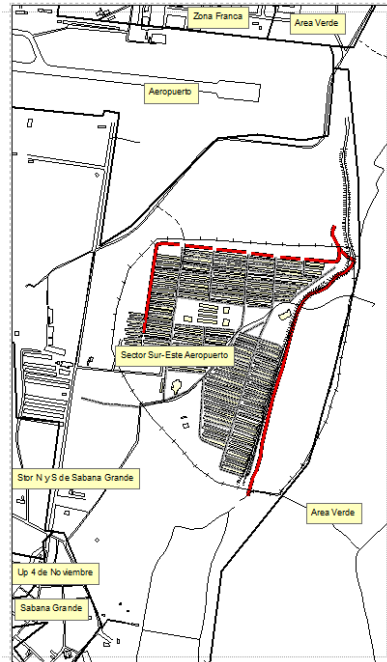 Zona Franca
Area Verde
Aeropuerto
Sector Sur-Este Aeropuerto
Stor N y S de Sabana Grande
Area Verde
Up 4 de Noviembre
Sabana Grande